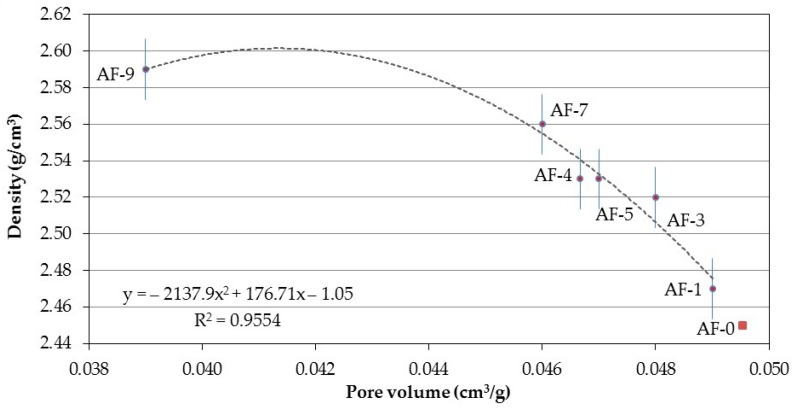 2.62
2.60
2.58
2.56
2.54
2.52
2.50
2.48
2.46
2.44
Density (g/cm³)
AF-9
AF-7
AF-4
AF-5
AF-3
AF-1
AF-0
y = – 2137.9x² + 176.71x – 1.05
R² = 0.9554
0.038 0.040 0.042 0.044 0.046 0.048 0.050
Pore volume (cm³/g)